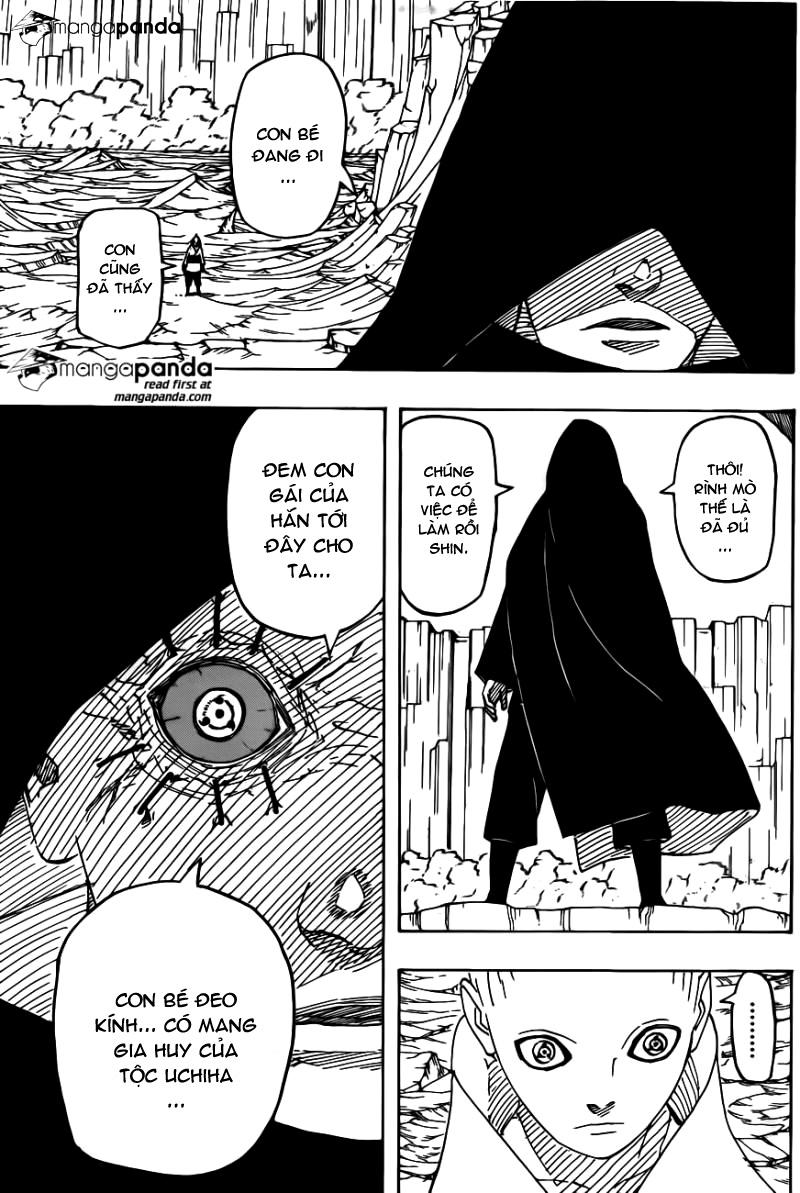 mangapanda
CON BÉ
ĐANG ĐI
...
CON
CŨNG
ĐÃ THẤY
...
mangapanda
read first at
mangapanda.com
THÔI!
RÌNH MÒ
THẾ LÀ
ĐÃ ĐỦ
...
CHÚNG
TA CÓ
VIỆC ĐỂ
LÀM RỒI
SHIN.
ĐEM CON
GÁI CỦA
HẮN TỚI
ĐÂY CHO
TA...
CON BÉ ĐEO
KÍNH... CÓ MANG
GIA HUY CỦA
TỘC UCHIHA
...
.........